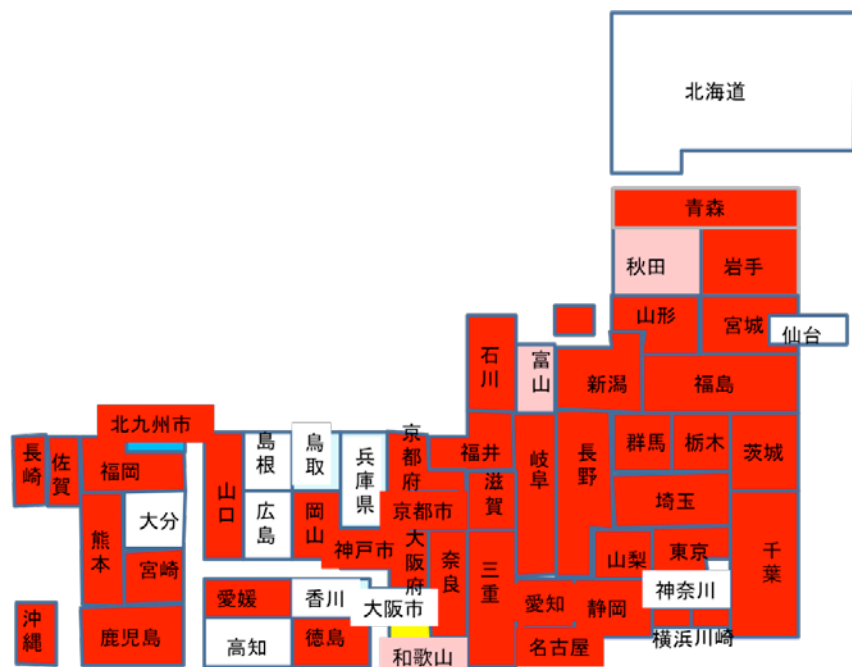 北海道
青森
秋田
岩手
山形
宮城
仙台
石川
富山
新潟
福島
北九州市
長崎
佐賀
福岡
山口
島根
鳥取
兵庫県
京都府
福井
岐阜
長野
群馬
栃木
茨城
滋賀
熊本
大分
広島
岡山
京都市
埼玉
神戸市
大阪府
奈良
三重
山梨
東京
千葉
宮崎
沖縄
鹿児島
愛媛
香川
大阪市
愛知
静岡
神奈川
高知
徳島
和歌山
名古屋
横浜
川崎